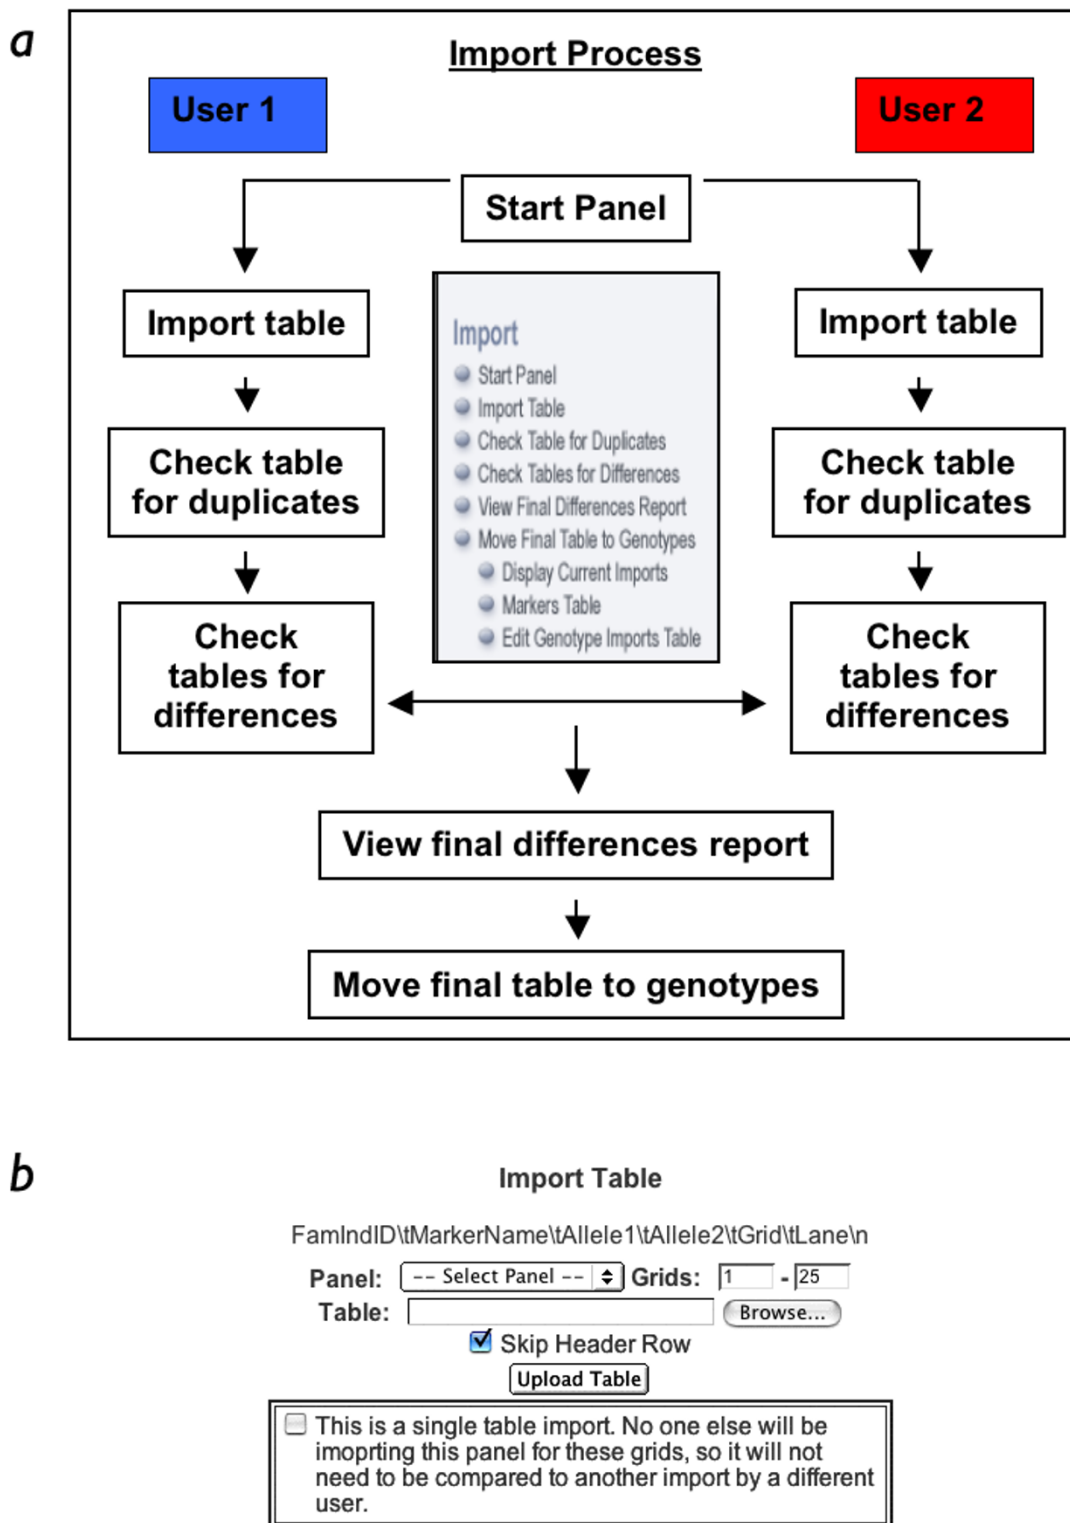 a
Import Process
User 1
User 2
Start Panel
Import table
Import table
Check table
for duplicates
Check table
for duplicates
Check
tables for
differences
Check
tables for
differences
Import
Start Panel
Import Table
Check Table for Duplicates
Check Tables for Differences
View Final Differences Report
Move Final Table to Genotypes
Display Current Imports
Markers Table
Edit Genotype Imports Table
View final differences report
Move final table to genotypes
b
Import Table
FamIndID\tMarkerName\tAllele1\tAllele2\tGrid\tLane\n
Panel: -- Select Panel -- Grids: 1 - 25
Table: Browse...
Skip Header Row
Upload Table
This is a single table import. No one else will be
imoprting this panel for these grids, so it will not
need to be compared to another import by a different
user.